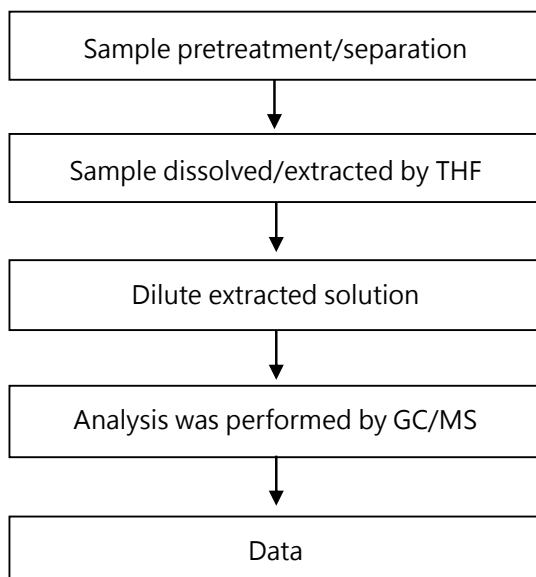 Sample pretreatment/separation
Sample dissolved/extracted by THF
Dilute extracted solution
Analysis was performed by GC/MS
Data